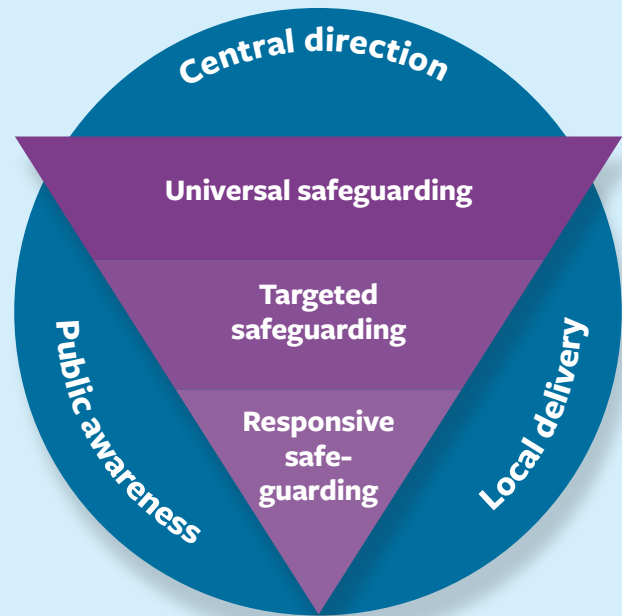 Central direction
Universal safeguarding
Targeted
safeguarding
Responsive
safe-
guarding
Public awareness
Local delivery